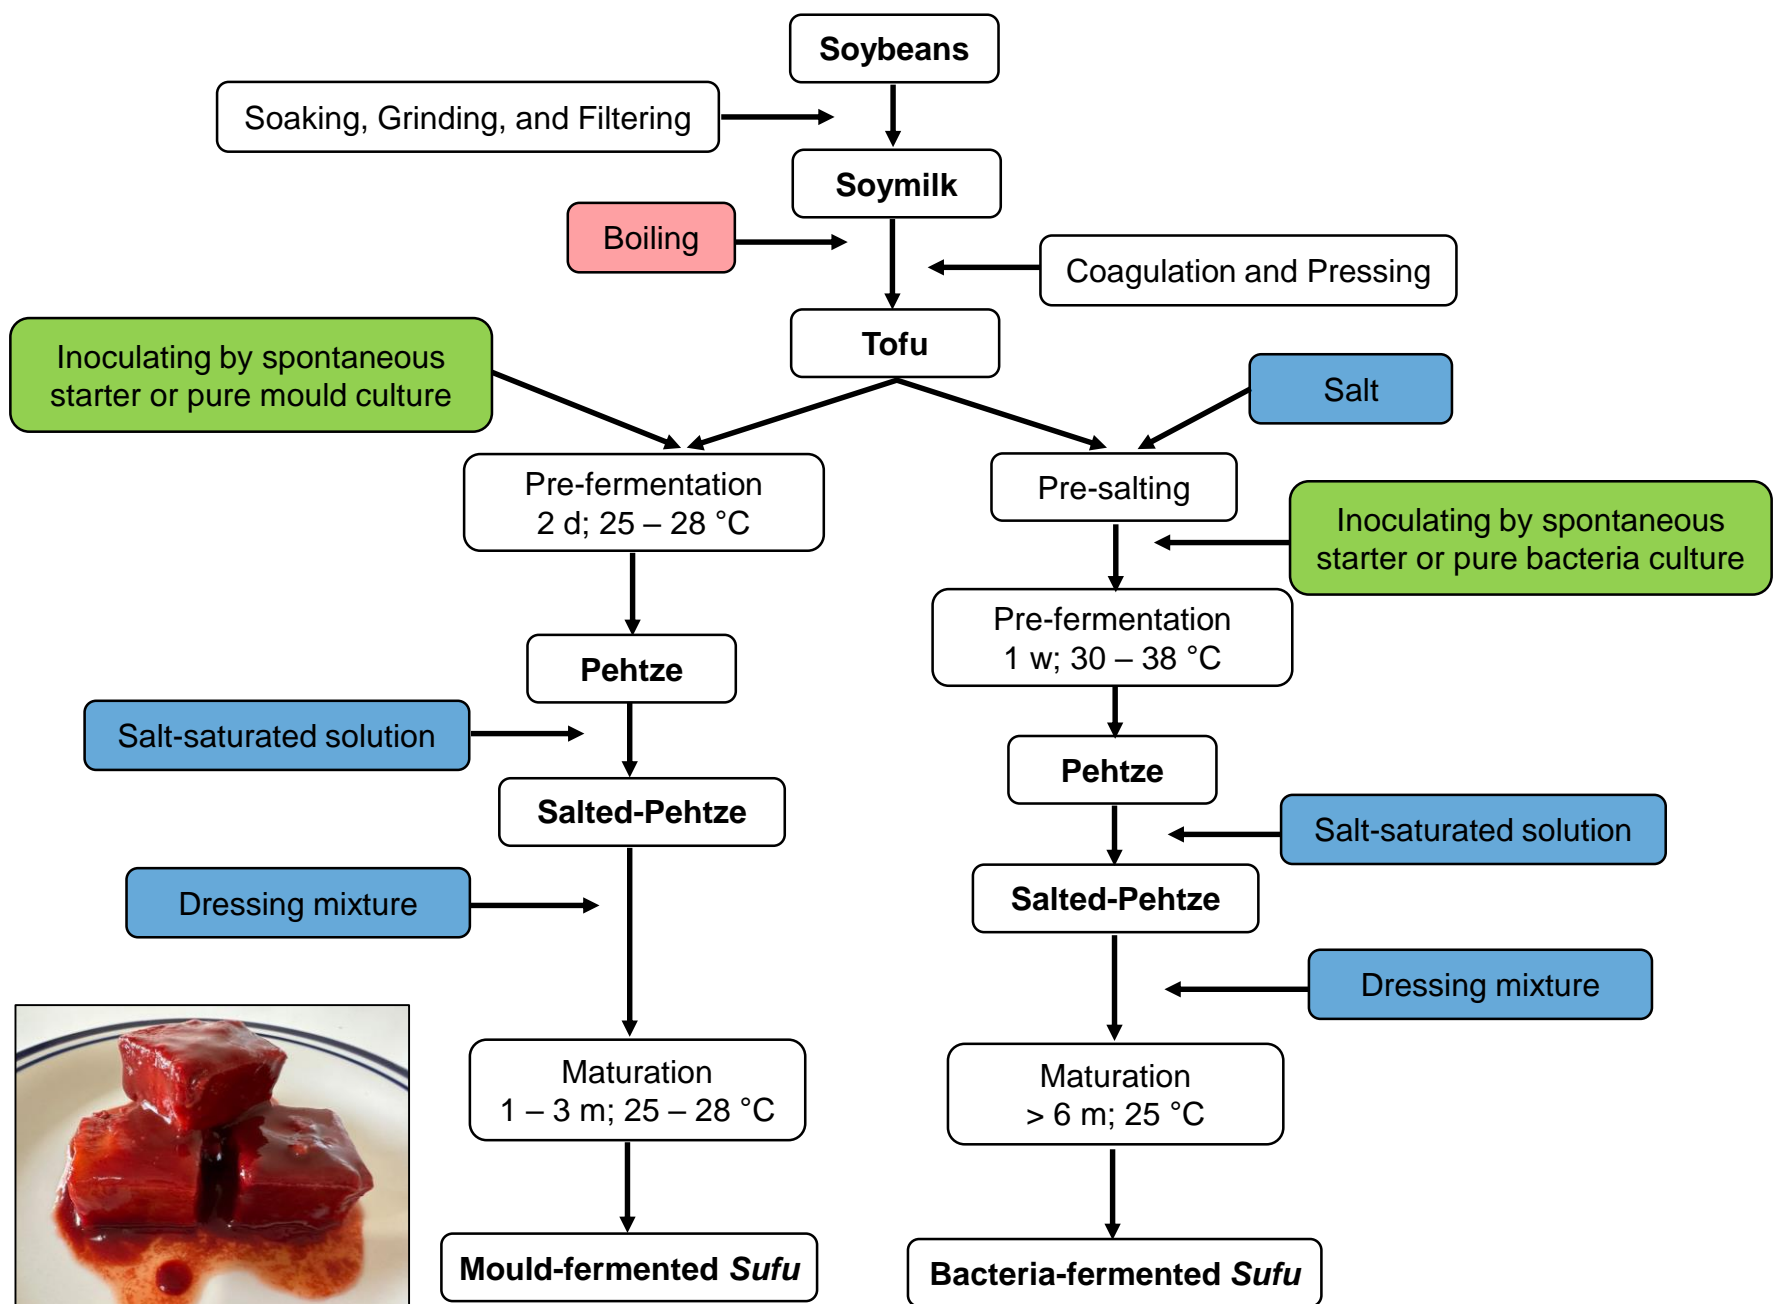 Soybeans
Soaking, Grinding, and Filtering
Soymilk
Boiling
Coagulation and Pressing
Tofu
Inoculating by spontaneous
starter or pure mould culture
Salt
Pre-fermentation
2 d; 25 – 28 °C
Pre-salting
Inoculating by spontaneous
starter or pure bacteria culture
Pre-fermentation
1 w; 30 – 38 °C
Pehtze
Salt-saturated solution
Pehtze
Salted-Pehtze
Salt-saturated solution
Dressing mixture
Salted-Pehtze
Dressing mixture
Maturation
1 – 3 m; 25 – 28 °C
Maturation
> 6 m; 25 °C
Mould-fermented Sufu
Bacteria-fermented Sufu